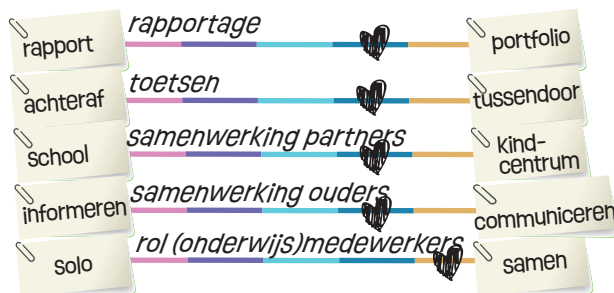 rapportage
rapport
portfolio
toetsen
achteraf
tussendoor
samenwerking partners
school
kind-
centrum
samenwerking ouders
informeren
communiceren
rol (onderwijs)medewerkers
solo
samen